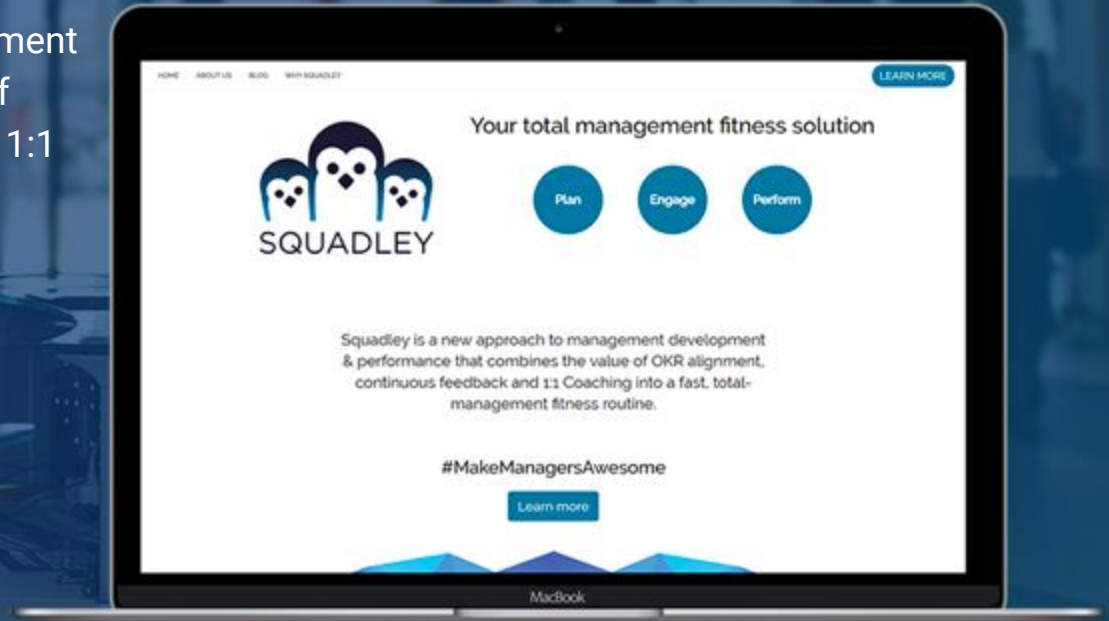 ment
f
1:1
HOME ABOUT US BLOG WHY SQUADLEY
LEARN MORE
SQUADLEY
Your total management fitness solution
Plan Engage Perform
Squadley is a new approach to management development
& performance that combines the value of OKR alignment,
continuous feedback and 1:1 Coaching into a fast, total-
management fitness routine.
#MakeManagersAwesome
Learn more
MacBook